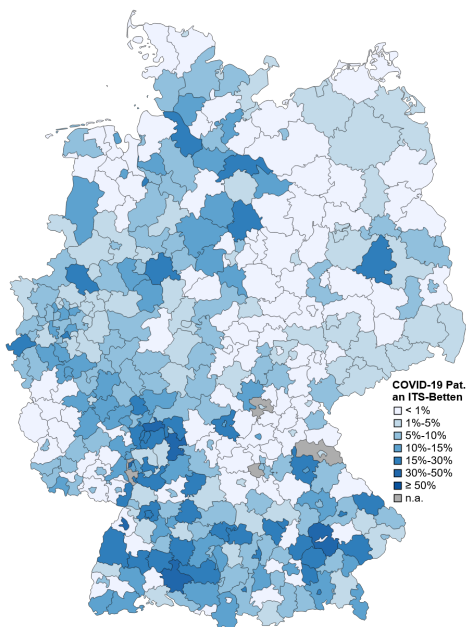 COVID-19 Pat.
an ITS-Betten
< 1%
1%-5%
5%-10%
10%-15%
15%-30%
30%-50%
≥ 50%
n.a.